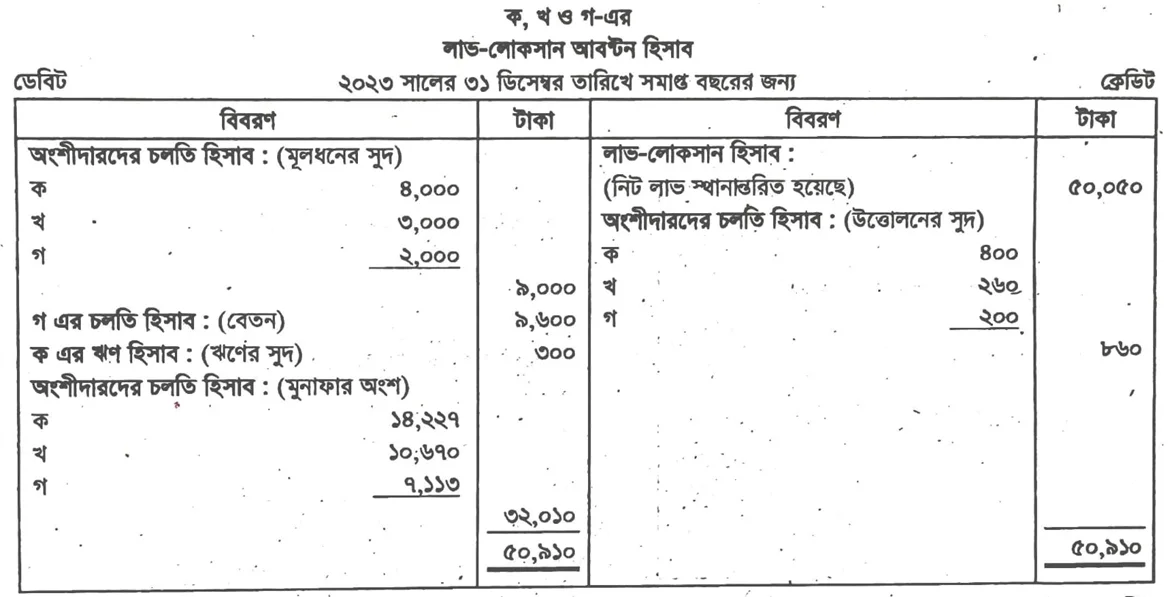 ক, খ ও গ-এর
লাভ-লোকসান আবণ্টন হিসাব
ডেবিট ২০২৩ সালের ৩১ ডিসেম্বর তারিখে সমাপ্ত বছরের জন্য ক্রেডিট
বিবরণ টাকা বিবরণ টাকা
অংশীদারদের চলতি হিসাব : (মূলধনের সুদ) লাভ-লোকসান হিসাব :
ক ৪,০০০ (নিট লাভ স্থানান্তরিত হয়েছে) ৫০,০৫০
খ ৩,০০০ অংশীদারদের চলতি হিসাব : (উত্তোলনের সুদ)
গ ২,০০০ ক ৪০০
৯,০০০ খ ২৬০
গ এর চলতি হিসাব : (বেতন) ৯,৬০০ গ ২০০
ক এর ঋণ হিসাব : (ঋণের সুদ) ৩০০ ৮৬০
অংশীদারদের চলতি হিসাব : (মুনাফার অংশ)
ক ১৪,২২৭
খ ১০,৬৭০
গ ৭,১১৩
৩২,০১০
৫০,৯১০ ৫০,৯১০